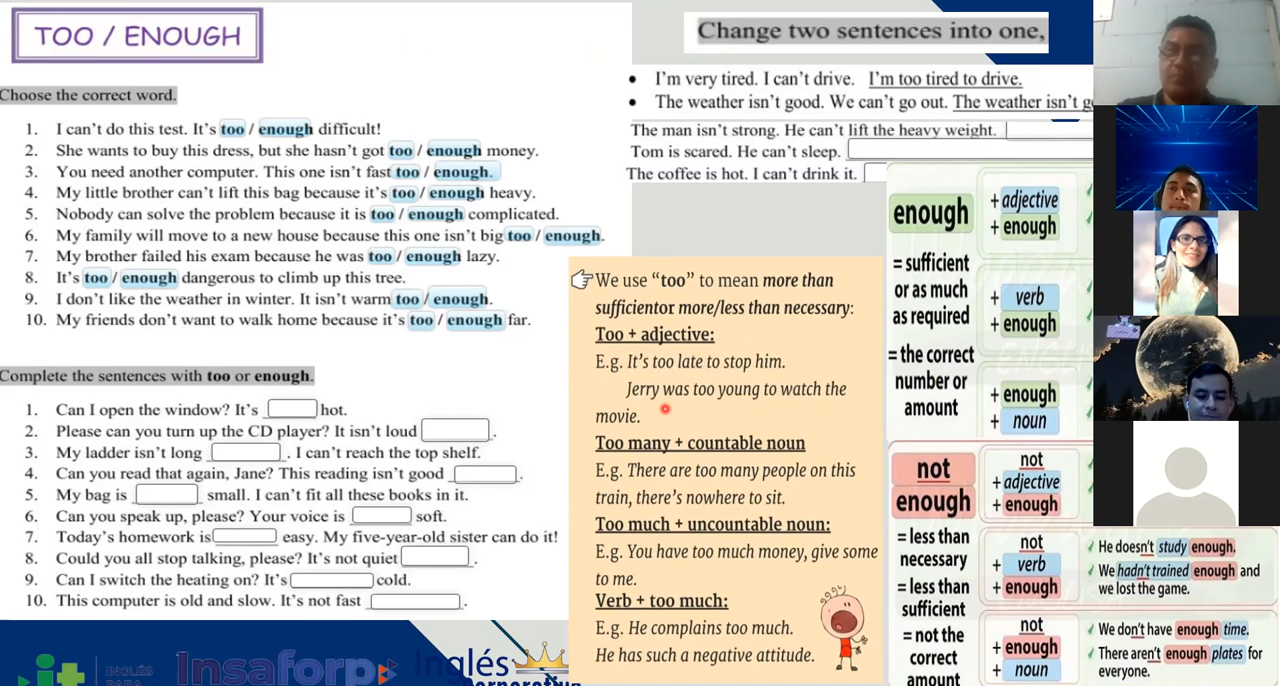 TOO / ENOUGH
Choose the correct word.
1. I can't do this test. It's too / enough difficult!
2. She wants to buy this dress, but she hasn't got too / enough money.
3. You need another computer. This one isn't fast too / enough.
4. My little brother can't lift this bag because it's too / enough heavy.
5. Nobody can solve the problem because it is too / enough complicated.
6. My family will move to a new house because this one isn't big too / enough.
7. My brother failed his exam because he was too / enough lazy.
8. It's too / enough dangerous to climb up this tree.
9. I don't like the weather in winter. It isn't warm too / enough.
10. My friends don't want to walk home because it's too / enough far.
Complete the sentences with too or enough.
1. Can I open the window? It's hot.
2. Please can you turn up the CD player? It isn't loud .
3. My ladder isn't long . I can't reach the top shelf.
4. Can you read that again, Jane? This reading isn't good .
5. My bag is small. I can't fit all these books in it.
6. Can you speak up, please? Your voice is soft.
7. Today's homework is easy. My five-year-old sister can do it!
8. Could you all stop talking, please? It's not quiet .
9. Can I switch the heating on? It's cold.
10. This computer is old and slow. It's not fast .
INGLÉS
PARA
Insaforp
Inglés
Change two sentences into one,
• I'm very tired. I can't drive. I'm too tired to drive.
• The weather isn't good. We can't go out. The weather isn't g
The man isn't strong. He can't lift the heavy weight.
Tom is scared. He can't sleep.
The coffee is hot. I can't drink it.
We use "too" to mean more than
sufficientor more/less than necessary:
Too + adjective:
E.g. It's too late to stop him.
Jerry was too young to watch the
movie.
Too many + countable noun
E.g. There are too many people on this
train, there's nowhere to sit.
Too much + uncountable noun:
E.g. You have too much money, give some
to me.
Verb + too much:
E.g. He complains too much.
He has such a negative attitude.
enough
= sufficient
or as much
as required
= the correct
number or
amount
+ adjective
+ enough
+ verb
+ enough
+ enough
+ noun
not
enough
= less than
necessary
= less than
sufficient
= not the
correct
amount
not
+ adjective
+ enough
not
+ verb
+ enough
not
+ enough
+ noun
✓ He doesn't study enough.
✓ We hadn't trained enough and
we lost the game.
✓ We don't have enough time.
✓ There aren't enough plates for
everyone.